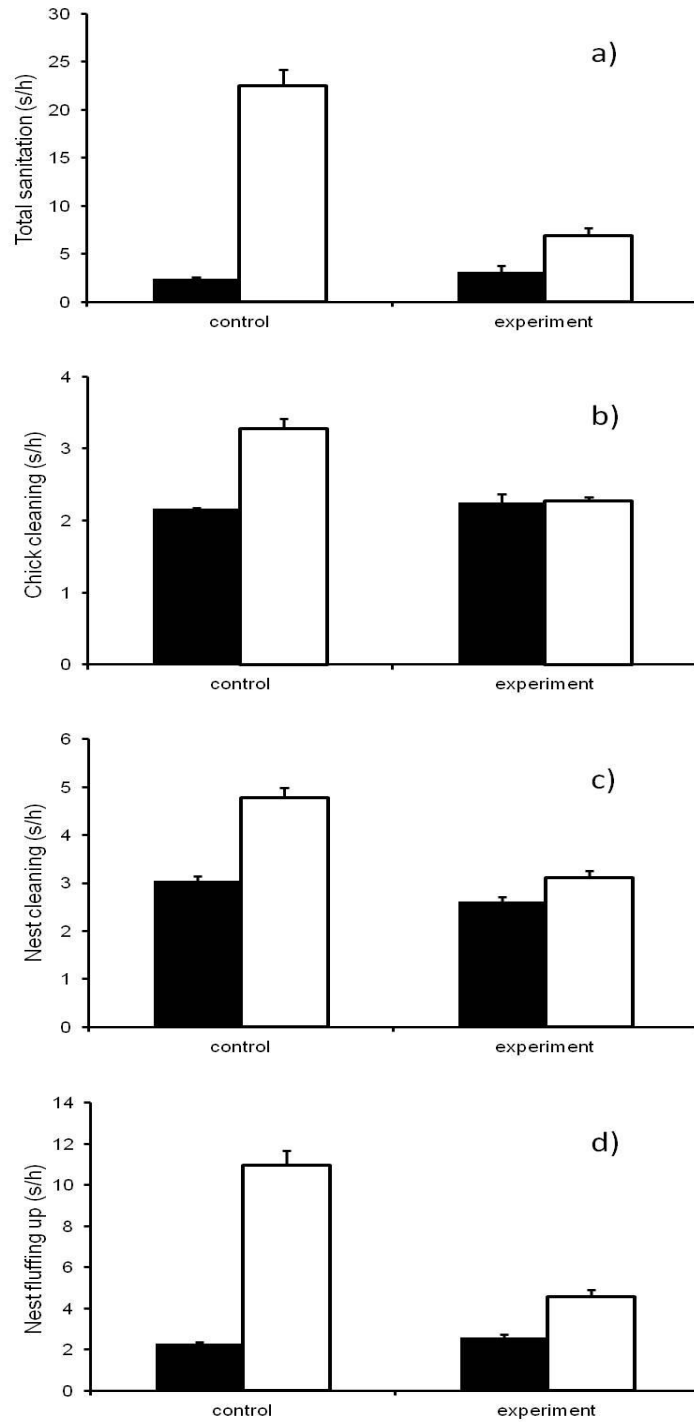 a)
Total sanitation (s/h)
30
25
20
15
10
5
0
control experiment
b)
Chick cleaning (s/h)
4
3
2
1
0
control experiment
c)
Nest cleaning (s/h)
6
5
4
3
2
1
0
control experiment
d)
Nest fluffing up (s/h)
14
12
10
8
6
4
2
0
control experiment